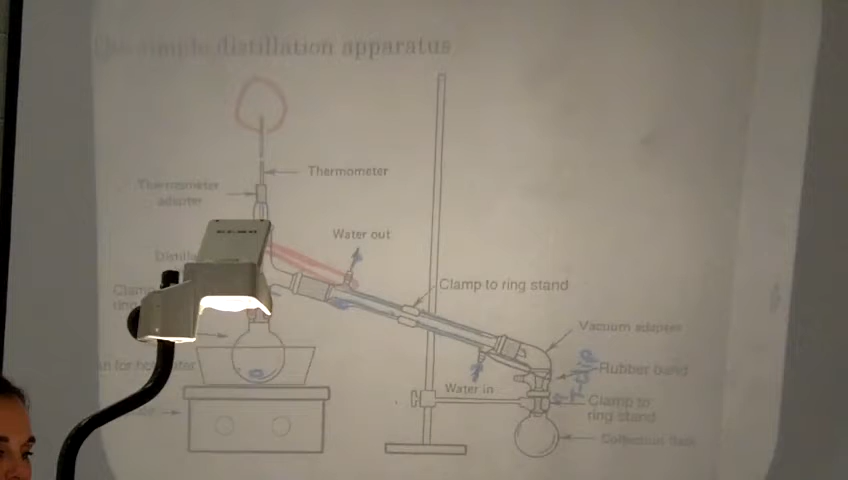 simple distillation apparatus
Thermometer
Thermometer
adapter
Water out
ELMO
Clamp to ring stand
Vacuum adapter
Rubber band
Water in
Clamp to
ring stand
Collection flask